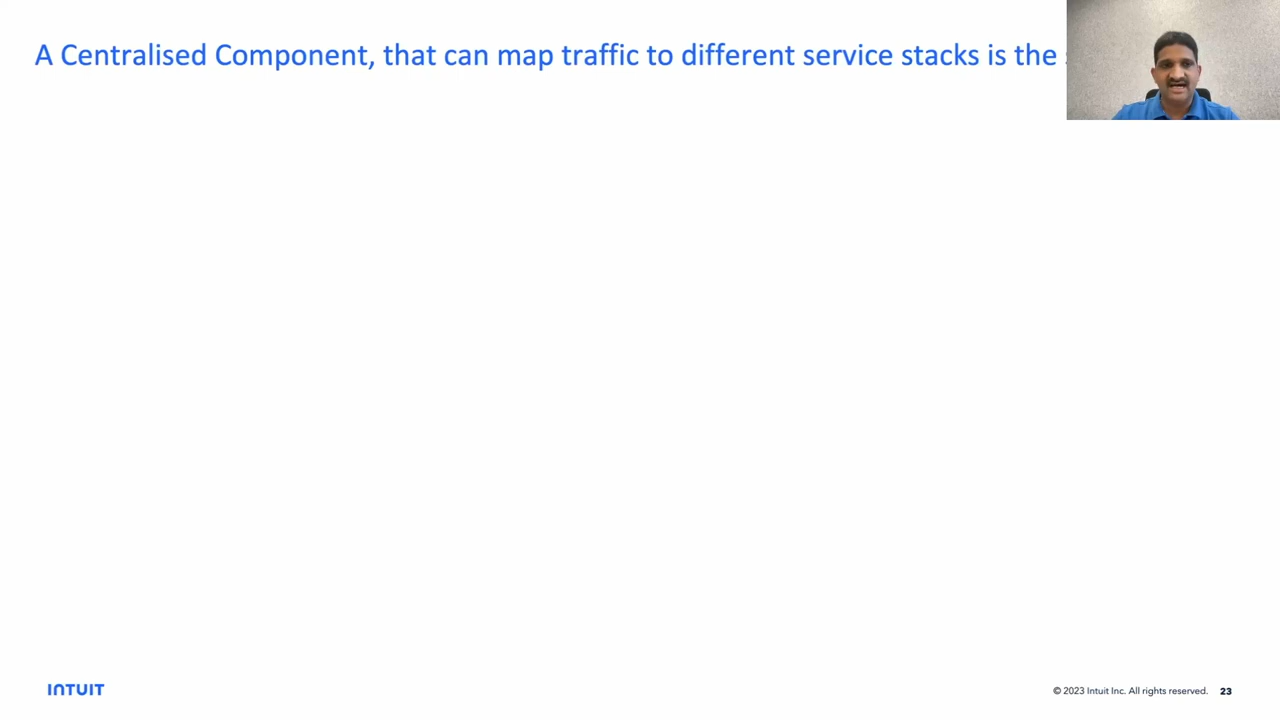 A Centralised Component, that can map traffic to different service stacks is the
INTUIT
© 2023 Intuit Inc. All rights reserved. 23